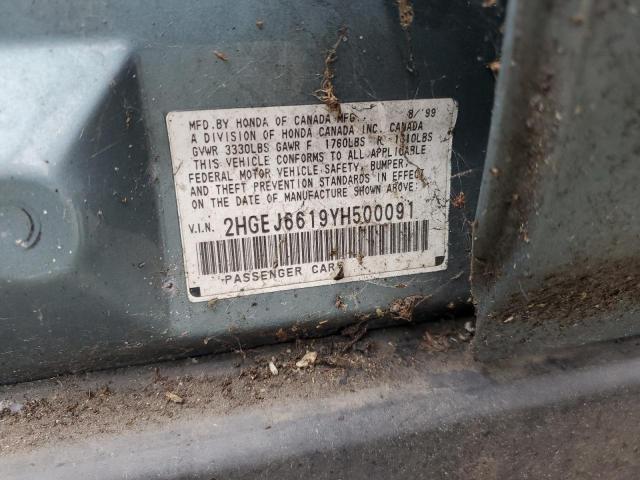 MFD.BY HONDA OF CANADA MFG. 8/'99
A DIVISION OF HONDA CANADA INC. CANADA
GVWR 3330LBS GAWR F 1760LBS R 1610LBS
THIS VEHICLE CONFORMS TO ALL APPLICABLE
FEDERAL MOTOR VEHICLE SAFETY, BUMPER,
AND THEFT PREVENTION STANDARDS IN EFFECT
ON THE DATE OF MANUFACTURE SHOWN ABOVE.
V.I.N. 2HGEJ6619YH500091
PASSENGER CAR